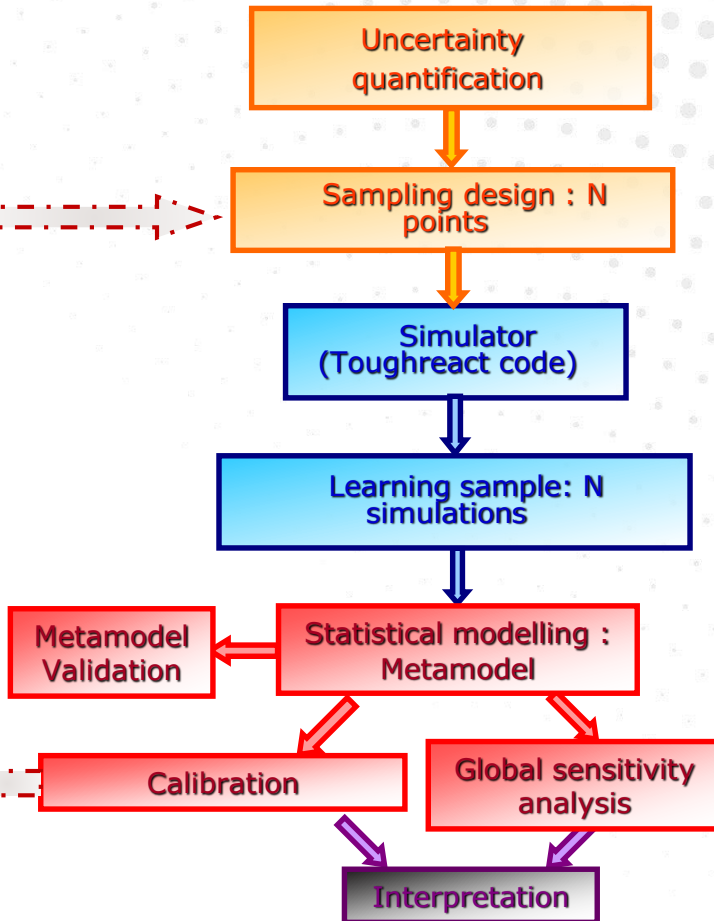 Uncertainty
quantification
Sampling design : N
points
Simulator
(Toughreact code)
Learning sample: N
simulations
Metamodel
Validation
Statistical modelling :
Metamodel
Calibration
Global sensitivity
analysis
Interpretation